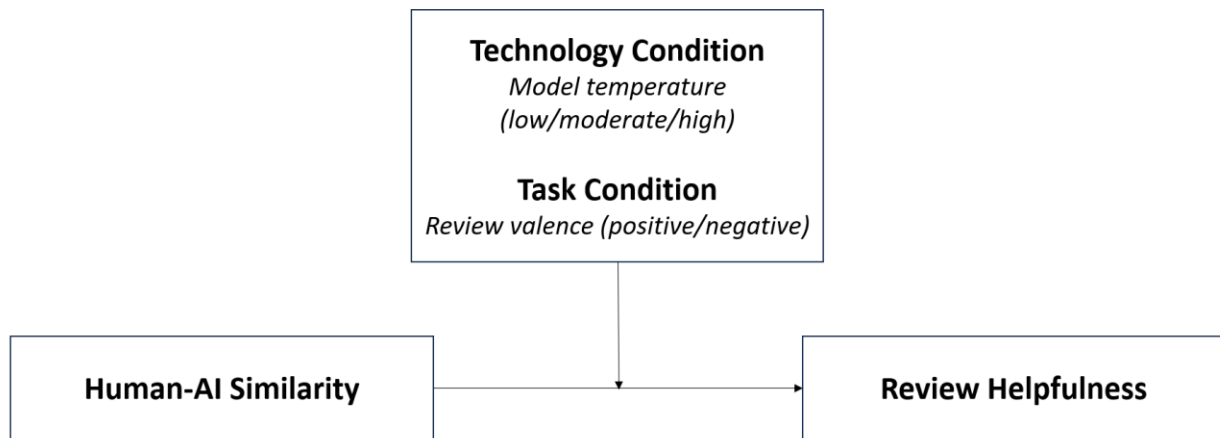 Technology Condition
Model temperature
(low/moderate/high)
Task Condition
Review valence (positive/negative)
Human-AI Similarity
Review Helpfulness